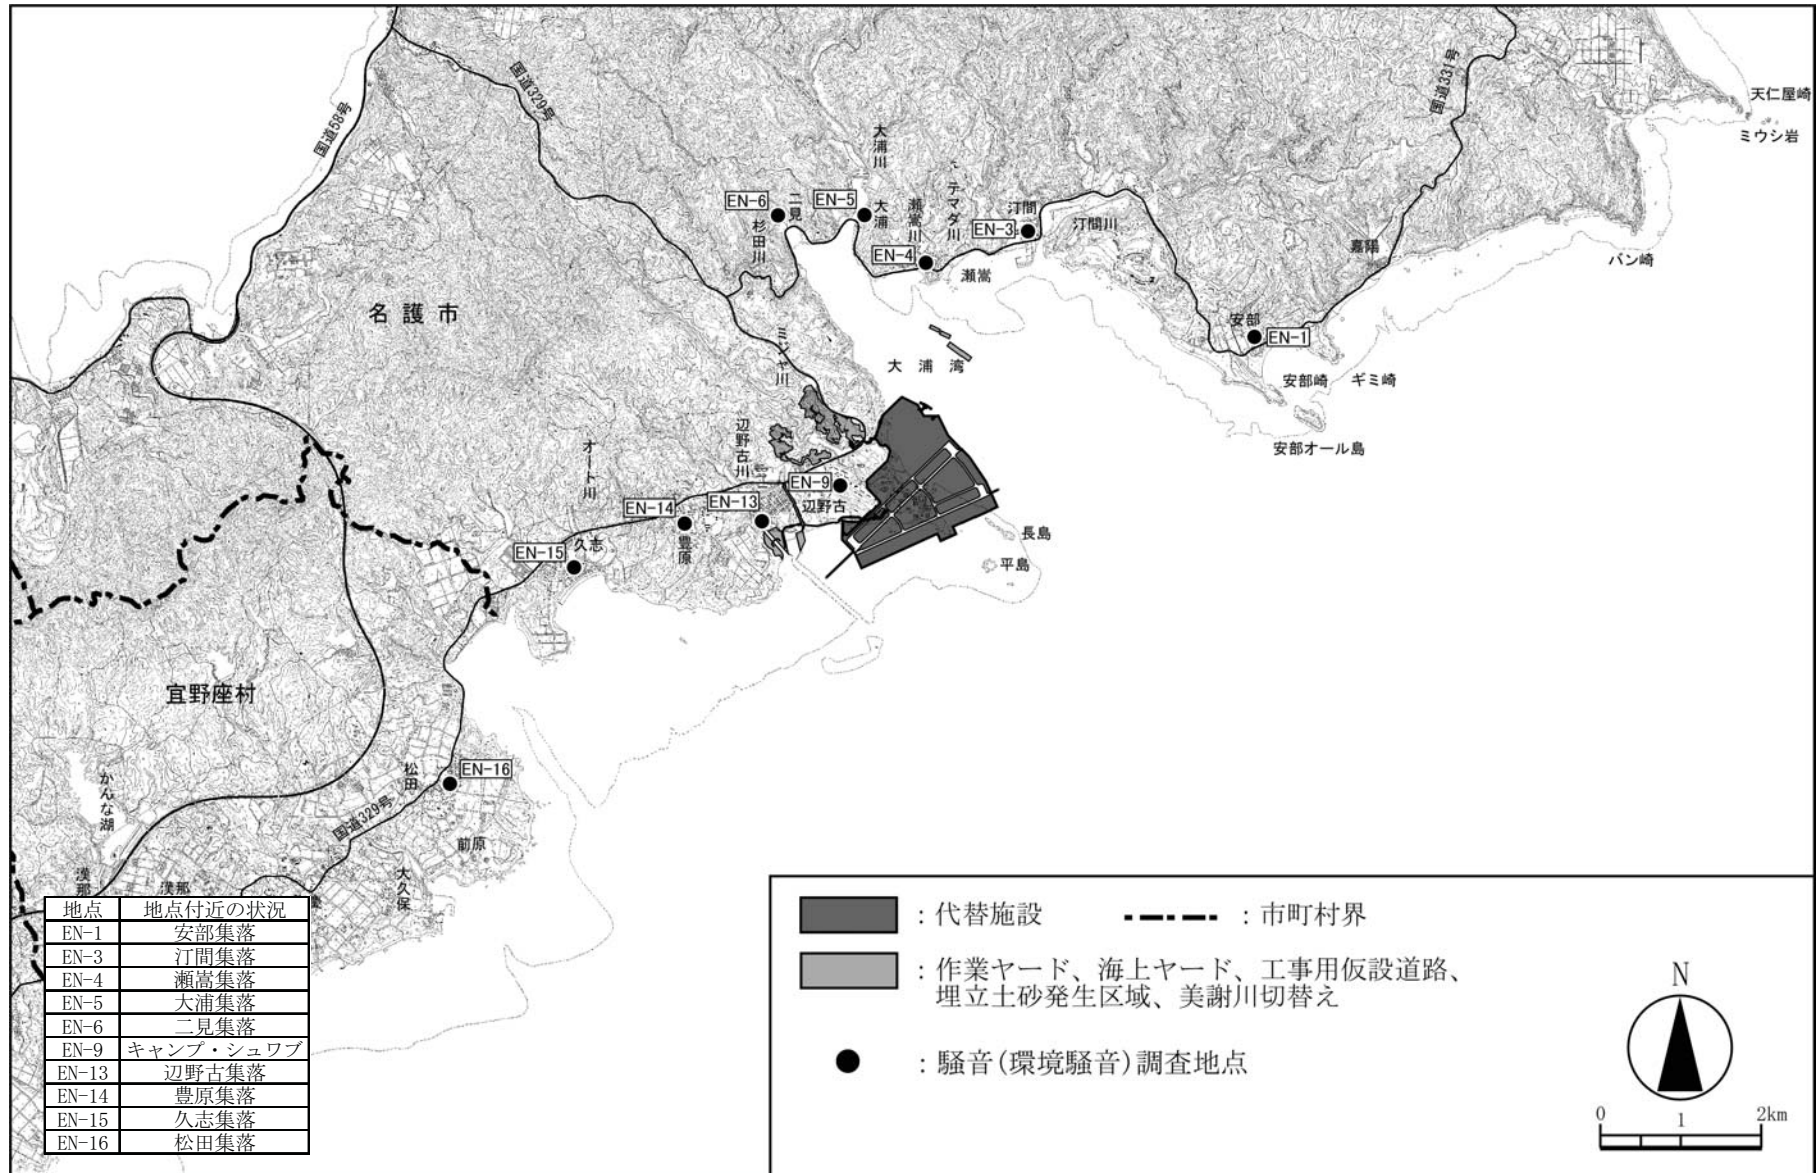 国道58号
国道329号
国道331号
天仁屋崎
ミウシ岩
バン崎
大浦川
EN-6
二見
杉田川
EN-5
大浦
瀬嵩川
テマダ川
汀間
EN-3
汀間川
EN-4
瀬嵩
嘉陽
安部
EN-1
安部崎
ギミ崎
安部オール島
名護市
大浦湾
辺野古川
オート川
EN-9
辺野古
EN-13
EN-14
豊原
EN-15
久志
長島
平島
宜野座村
かんな湖
松田
EN-16
国道329号
前原
大久保
漢那
漢那
地点 地点付近の状況
EN-1 安部集落
EN-3 汀間集落
EN-4 瀬嵩集落
EN-5 大浦集落
EN-6 二見集落
EN-9 キャンプ・シュワブ
EN-13 辺野古集落
EN-14 豊原集落
EN-15 久志集落
EN-16 松田集落
：代替施設
：市町村界
：作業ヤード、海上ヤード、工事用仮設道路、
埋立土砂発生区域、美謝川切替え
：騒音(環境騒音)調査地点
N
0 1 2km